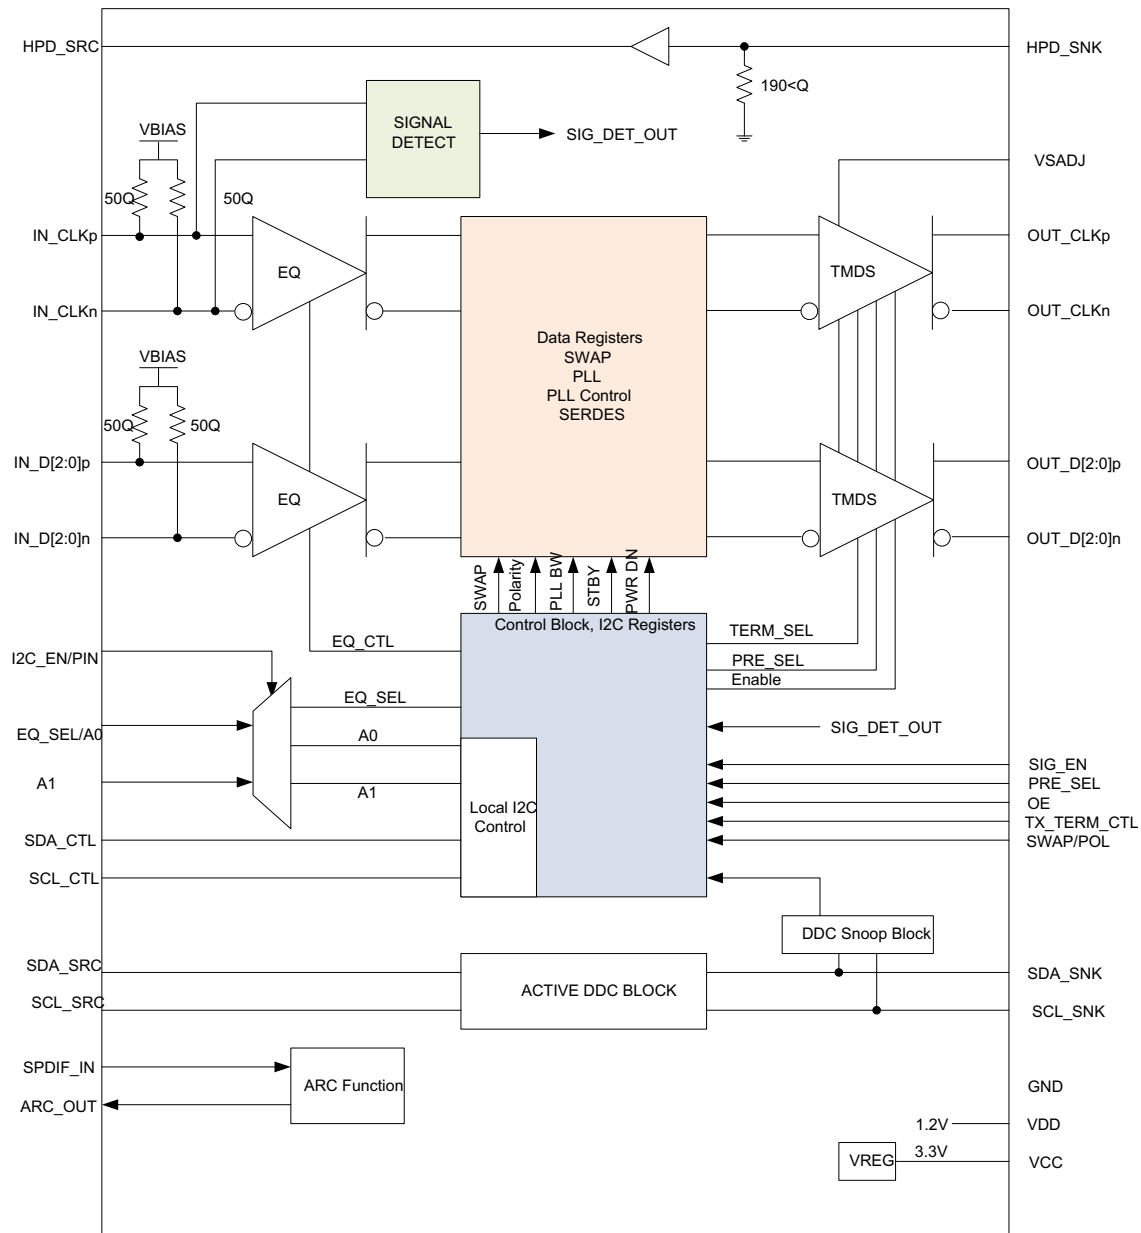 HPD_SRC
HPD_SNK
190<Q
SIGNAL
DETECT
SIG_DET_OUT
VBIAS
VSADJ
50Q
50Q
IN_CLKp
OUT_CLKp
EQ
TMDS
IN_CLKn
OUT_CLKn
Data Registers
SWAP
PLL
PLL Control
SERDES
VBIAS
50Q
50Q
IN_D[2:0]p
OUT_D[2:0]p
EQ
TMDS
IN_D[2:0]n
OUT_D[2:0]n
SWAP
Polarity
PLL BW
STBY
PWR DN
Control Block, I2C Registers
TERM_SEL
EQ_CTL
I2C_EN/PIN
PRE_SEL
Enable
EQ_SEL
SIG_DET_OUT
EQ_SEL/A0
A0
SIG_EN
A1
PRE_SEL
A1
OE
Local I2C
Control
TX_TERM_CTL
SDA_CTL
SWAP/POL
SCL_CTL
DDC Snoop Block
SDA_SRC
SDA_SNK
ACTIVE DDC BLOCK
SCL_SRC
SCL_SNK
SPDIF_IN
ARC Function
GND
ARC_OUT
1.2V
VDD
3.3V
VREG
VCC